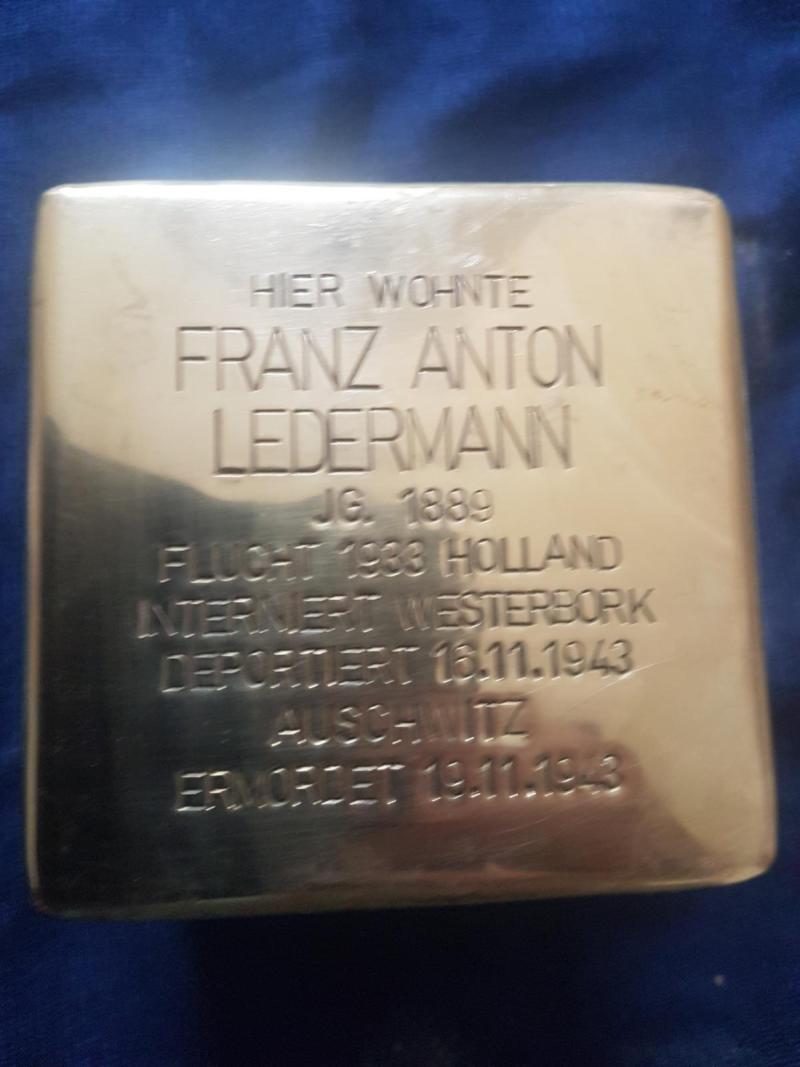 HIER WOHNTE
FRANZ ANTON
LEDERMANN
JG. 1889
FLUCHT 1933 HOLLAND
INTERNIERT WESTERBORK
DEPORTIERT 16.11.1943
AUSCHWITZ
ERMORDET 19.11.1943